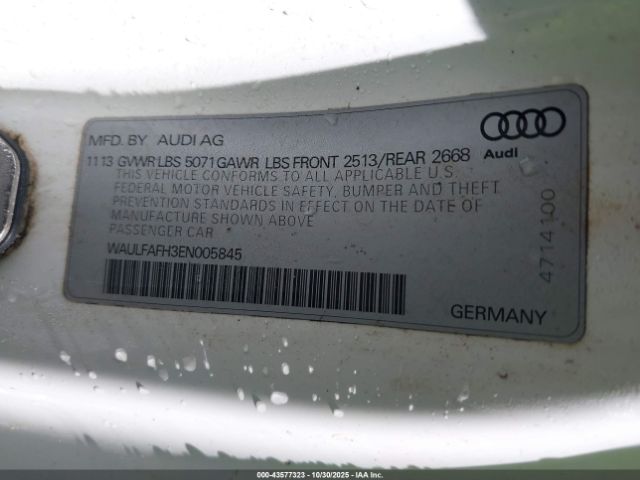 MFD. BY AUDI AG
1113 GVWR LBS 5071 GAWR LBS FRONT 2513/REAR 2668
Audi
THIS VEHICLE CONFORMS TO ALL APPLICABLE U.S.
FEDERAL MOTOR VEHICLE SAFETY, BUMPER AND THEFT
PREVENTION STANDARDS IN EFFECT ON THE DATE OF
MANUFACTURE SHOWN ABOVE
PASSENGER CAR
WAULFAFH3EN005845
4714100
GERMANY
00-43577323 - 10/30/2025 - ©IAA, Inc.